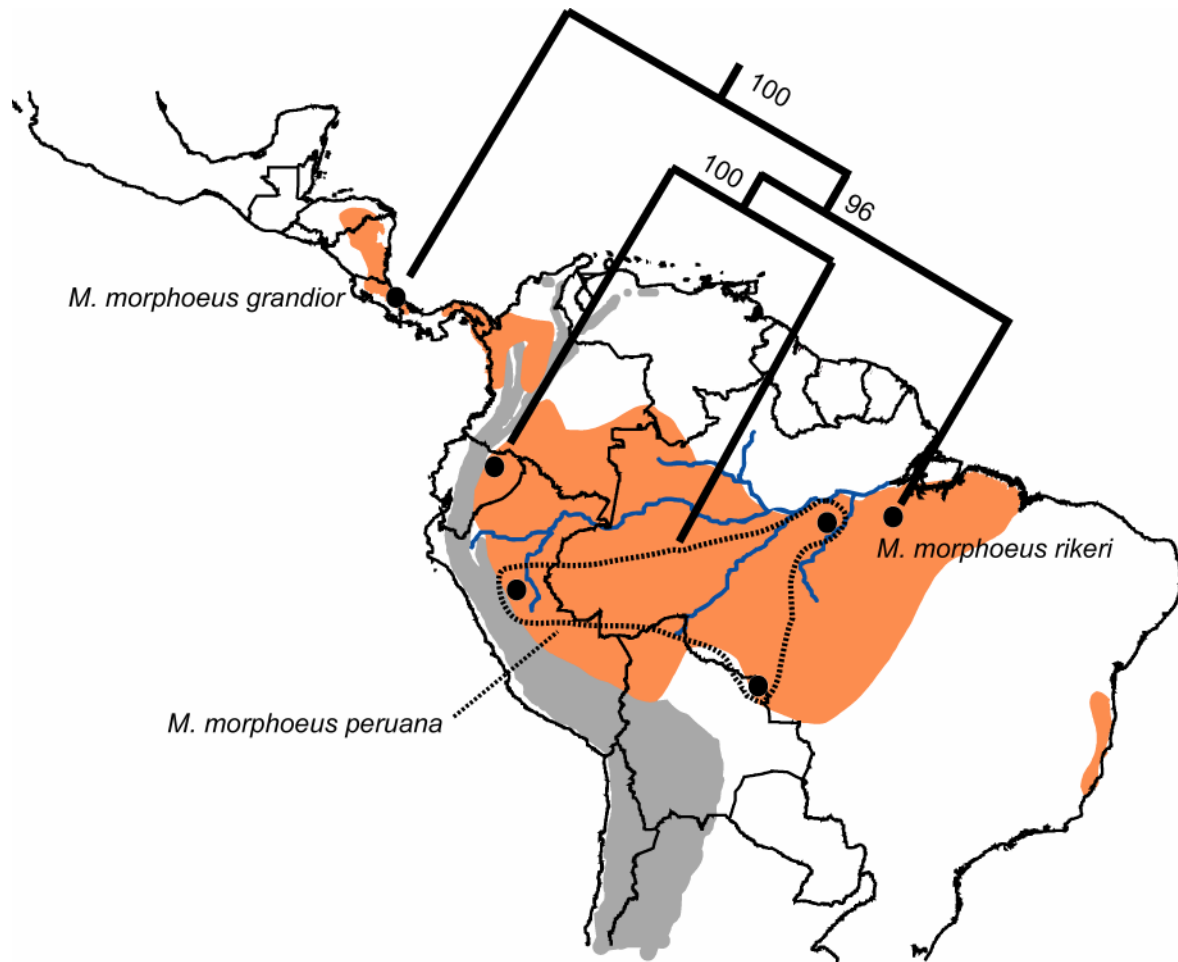 100
100
96
M. morphoeus grandior
M. morphoeus rikeri
M. morphoeus peruana